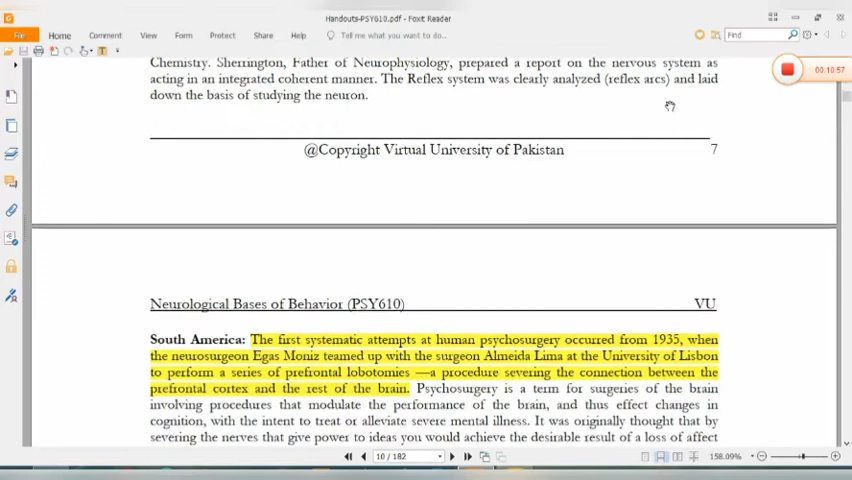 Handouts-PSY610.pdf - Foxit Reader
File Home Comment View Form Protect Share Help Tell me what you want to do.. Find
00:10:57
Chemistry. Sherrington, Father of Neurophysiology, prepared a report on the nervous system as
acting in an integrated coherent manner. The Reflex system was clearly analyzed (reflex arcs) and laid
down the basis of studying the neuron.
@Copyright Virtual University of Pakistan 7
Neurological Bases of Behavior (PSY610) VU
South America: The first systematic attempts at human psychosurgery occurred from 1935, when
the neurosurgeon Egas Moniz teamed up with the surgeon Almeida Lima at the University of Lisbon
to perform a series of prefrontal lobotomies —a procedure severing the connection between the
prefrontal cortex and the rest of the brain. Psychosurgery is a term for surgeries of the brain
involving procedures that modulate the performance of the brain, and thus effect changes in
cognition, with the intent to treat or alleviate severe mental illness. It was originally thought that by
severing the nerves that give power to ideas you would achieve the desirable result of a loss of affect
10 / 182 158.09%